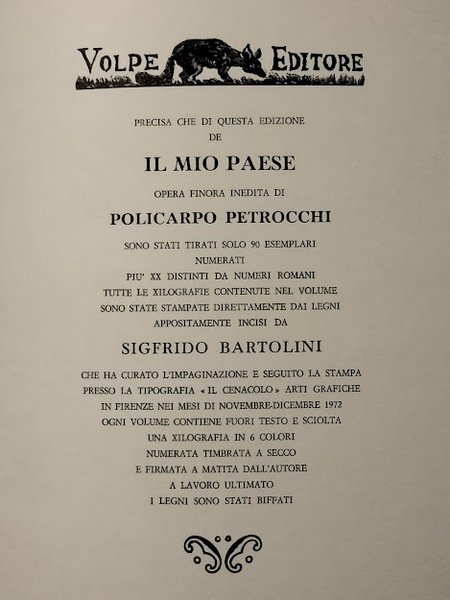 VOLPE EDITORE
PRECISA CHE DI QUESTA EDIZIONE
DE
IL MIO PAESE
OPERA FINORA INEDITA DI
POLICARPO PETROCCHI
SONO STATI TIRATI SOLO 90 ESEMPLARI
NUMERATI
PIU' XX DISTINTI DA NUMERI ROMANI
TUTTE LE XILOGRAFIE CONTENUTE NEL VOLUME
SONO STATE STAMPATE DIRETTAMENTE DAI LEGNI
APPOSITAMENTE INCISI DA
SIGFRIDO BARTOLINI
CHE HA CURATO L'IMPAGINAZIONE E SEGUITO LA STAMPA
PRESSO LA TIPOGRAFIA « IL CENACOLO » ARTI GRAFICHE
IN FIRENZE NEI MESI DI NOVEMBRE-DICEMBRE 1972
OGNI VOLUME CONTIENE FUORI TESTO E SCIOLTA
UNA XILOGRAFIA IN 6 COLORI
NUMERATA TIMBRATA A SECCO
E FIRMATA A MATITA DALL'AUTORE
A LAVORO ULTIMATO
I LEGNI SONO STATI BIFFATI